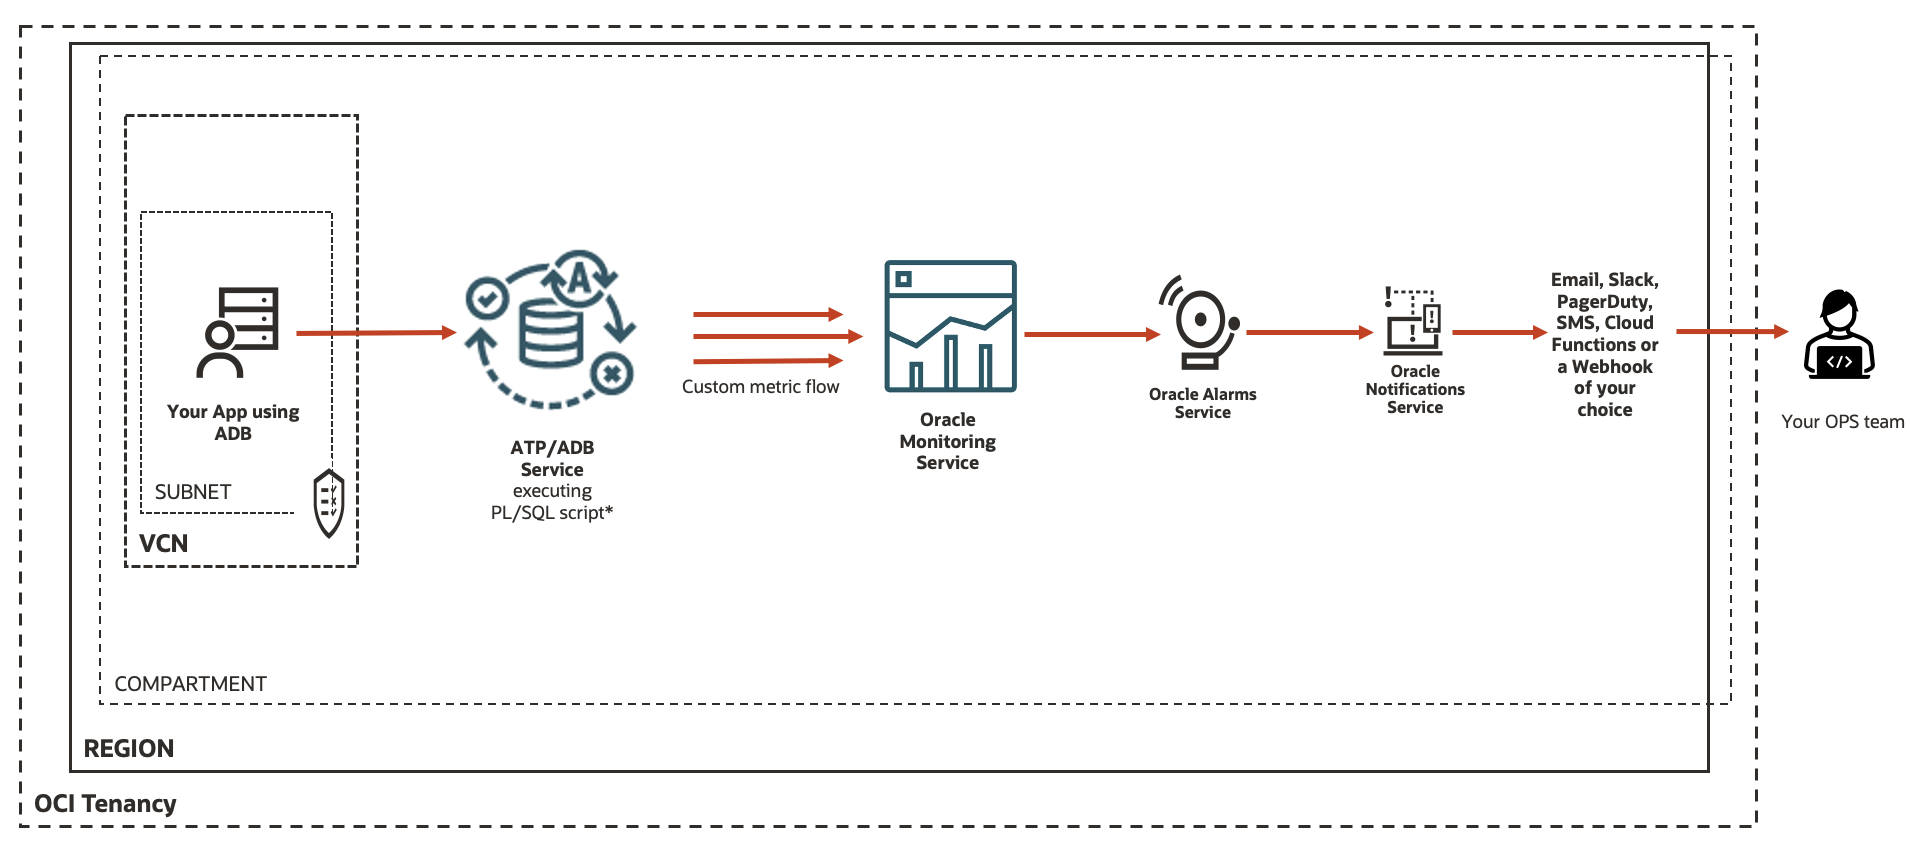 Your App using
ADB
SUBNET
VCN
A
ATP/ADB
Service
executing
PL/SQL script*
Custom metric flow
Oracle
Monitoring
Service
Oracle Alarms
Service
!
!
!
Oracle
Notifications
Service
Email, Slack,
PagerDuty,
SMS, Cloud
Functions or
a Webhook
of your
choice
</>
Your OPS team
COMPARTMENT
REGION
OCI Tenancy